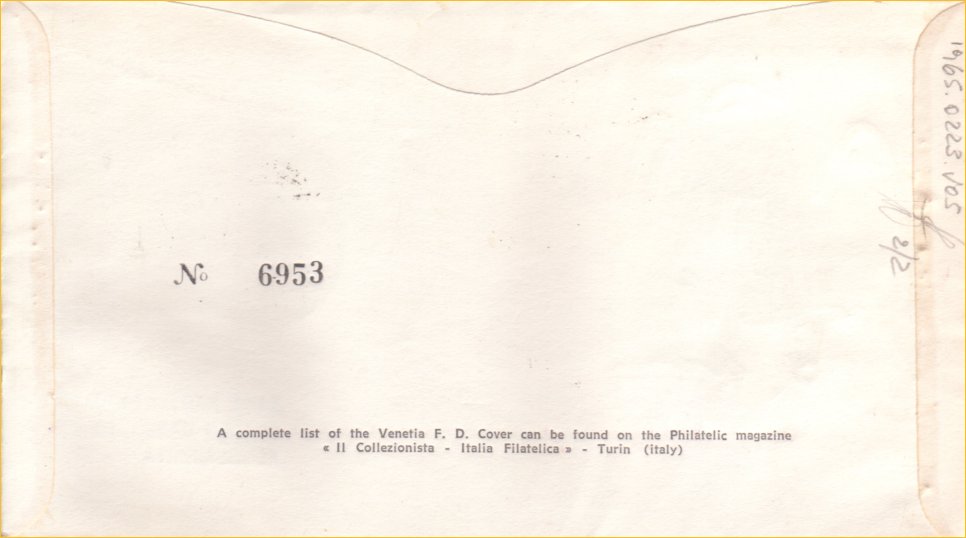 № 6953
A complete list of the Venetia F. D. Cover can be found on the Philatelic magazine
« Il Collezionista - Italia Filatelica » - Turin (italy)
1965.0223.V05
2/2